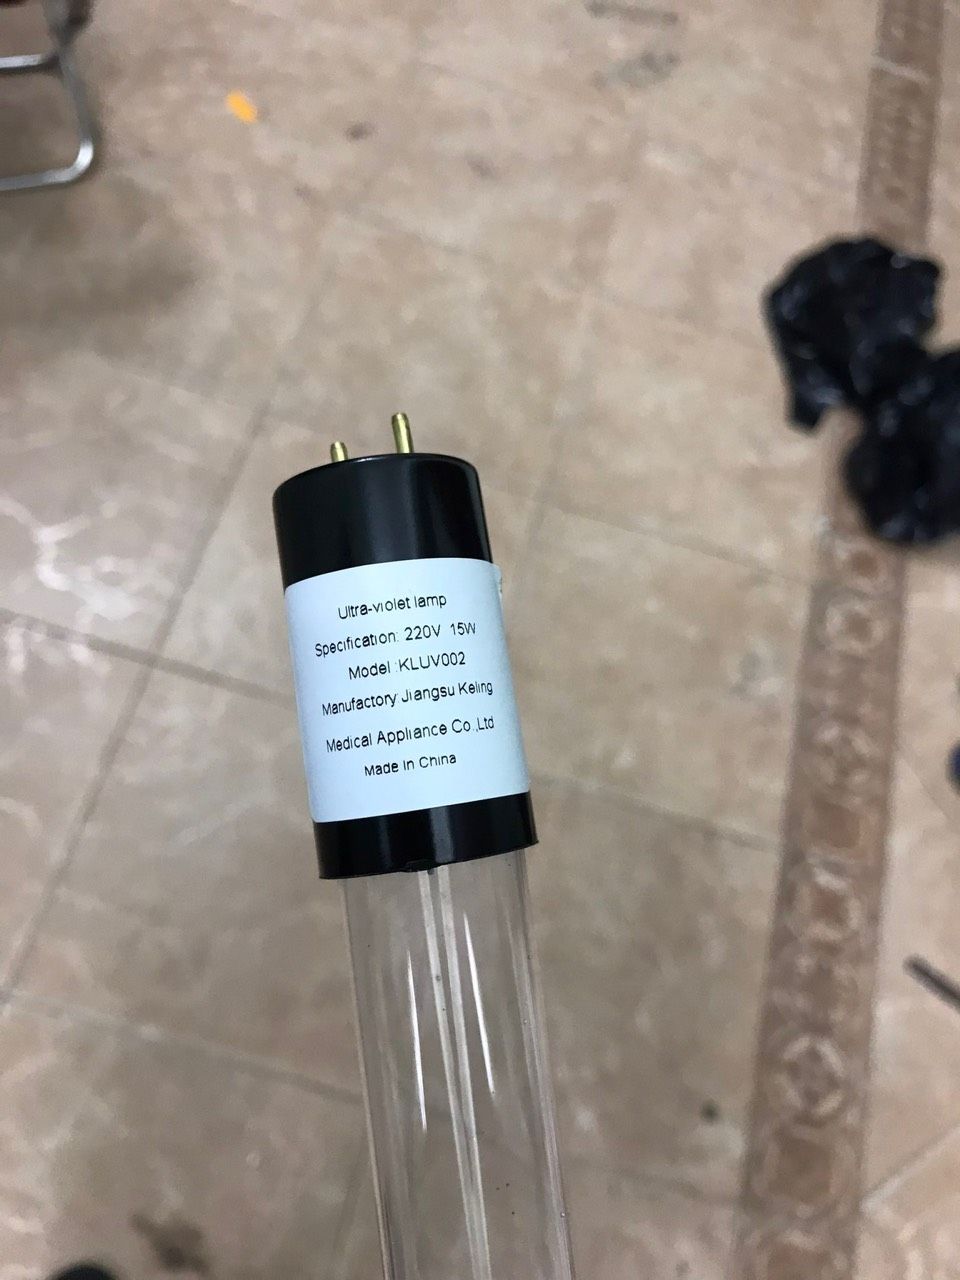 Ultra-violet lamp
Specification: 220V 15W
Model :KLUV002
Manufactory:Jiangsu Keling
Medical Appliance Co.,Ltd
Made in China